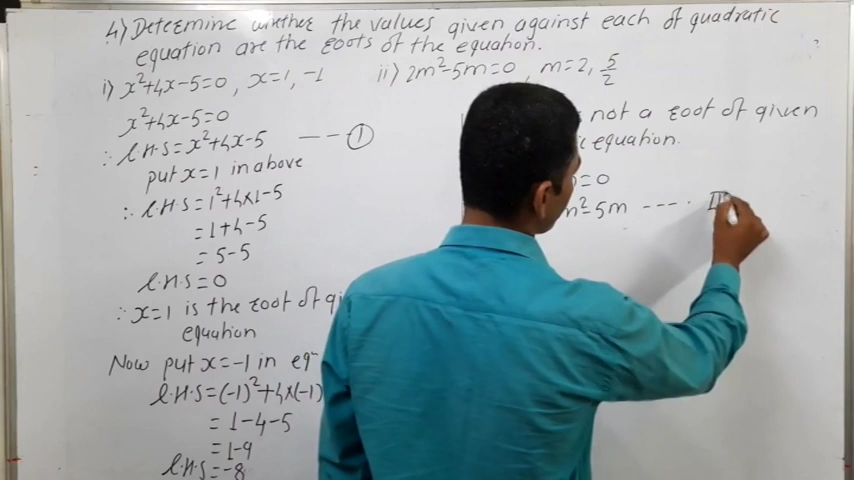 4) Determine whether the values given against each of quadratic
equation are the roots of the equation.
i) x²+4x-5=0, x=1, -1
ii) 2m²-5m=0, m=2, 5/2
x²+4x-5=0
∴ L.H.S=x²+4x-5 --- ①
put x=1 in above
∴ L.H.S=1²+4×1-5
=1+4-5
=5-5
L.H.S=0
∴ x=1 is the root of
equation
Now put x=-1 in eqⁿ
L.H.S=(-1)²+4×(-1)
=1-4-5
=1-9
L.H.S=-8
not a root of given
equation.
=0
m²-5m ---- II